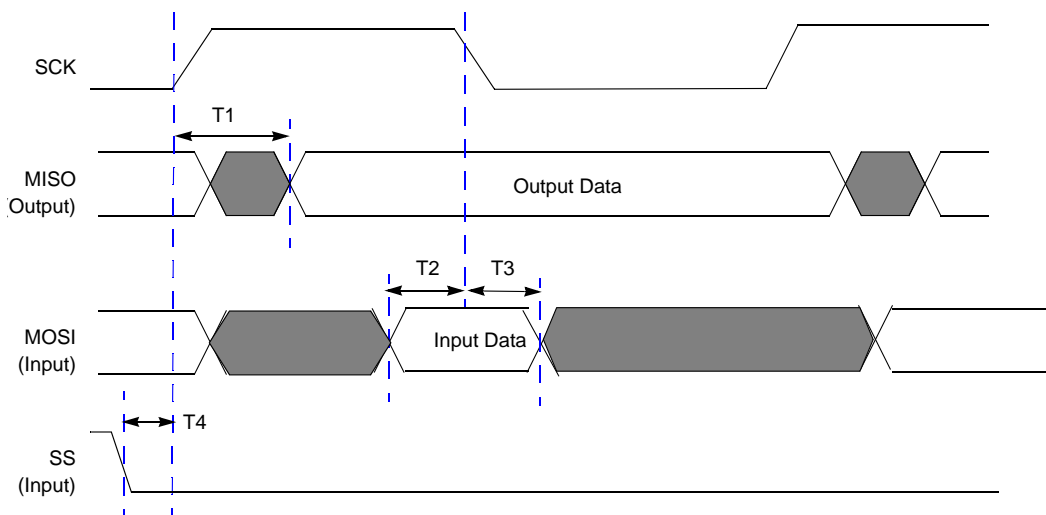 SCK
T1
MISO
(Output)
Output Data
T2
T3
MOSI
(Input)
Input Data
T4
SS
(Input)